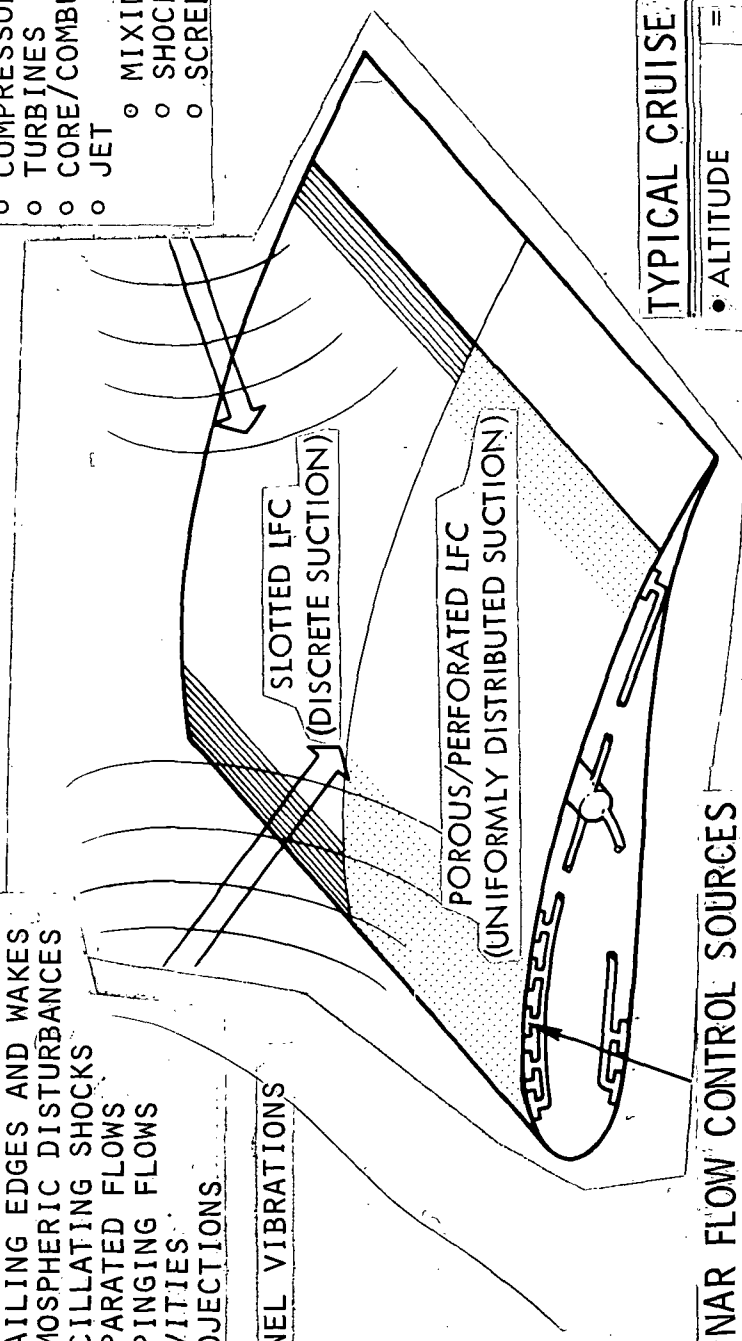 COMPRESSO
o TURBINES
o CORE/COMBU
o JET
o MIXI
o SHOC
o SCRE
AILING EDGES AND WAKES
MOSPHERIC DISTURBANCES
CILLATING SHOCKS
PARATED FLOWS
PINGING FLOWS
VITIES
OJECTIONS
NEL VIBRATIONS
SLOTTED LFC
(DISCRETE SUCTION)
POROUS/PERFORATED LFC
(UNIFORMLY DISTRIBUTED SUCTION)
NAR FLOW CONTROL SOURCES
TYPICAL CRUISE
• ALTITUDE =